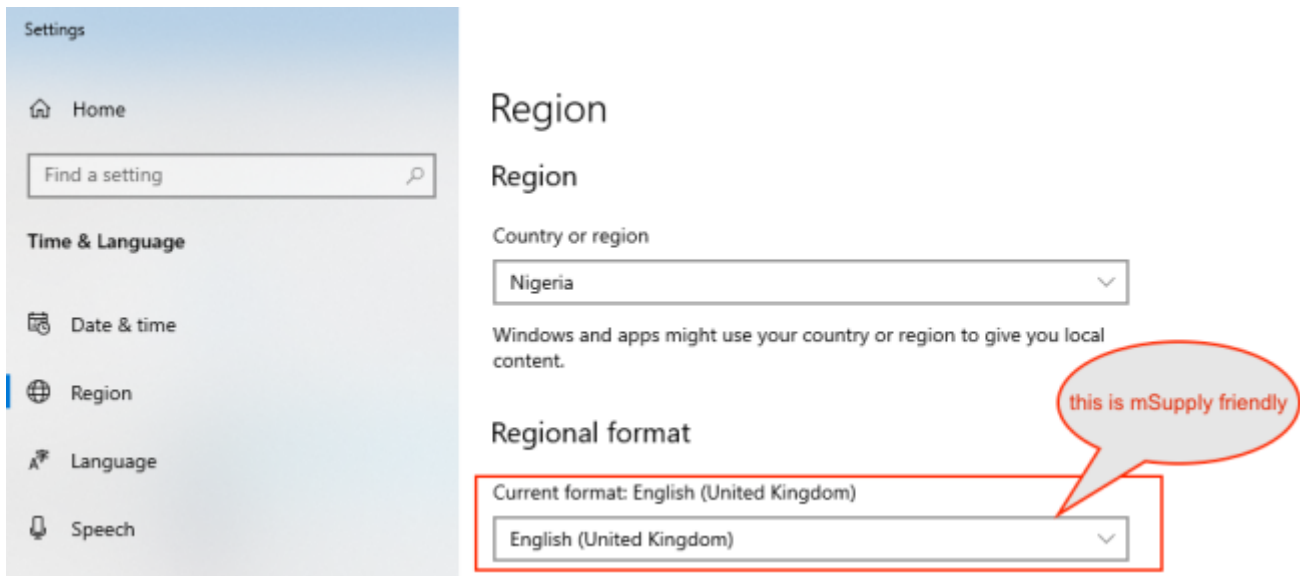 Settings
Home
Find a setting
Time & Language
Date & time
Region
Language
Speech
Region
Region
Country or region
Nigeria
Windows and apps might use your country or region to give you local
content.
this is mSupply friendly
Regional format
Current format: English (United Kingdom)
English (United Kingdom)